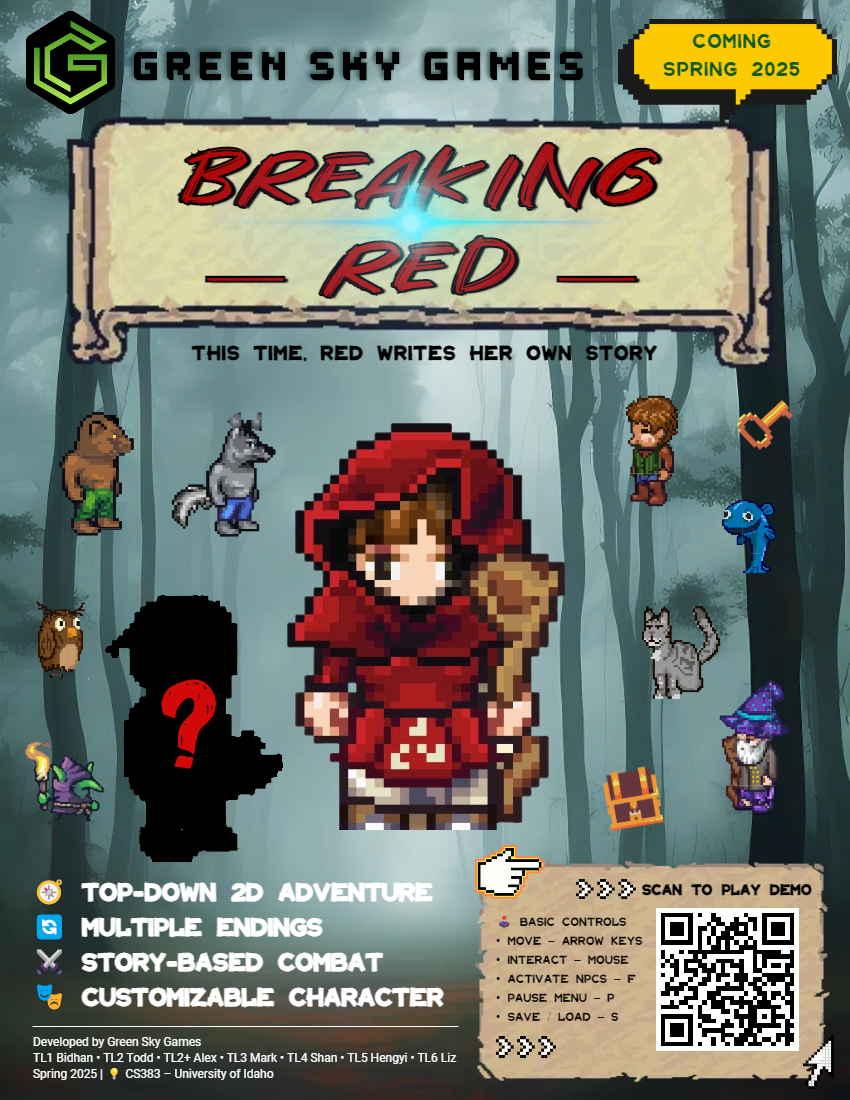 GREEN SKY GAMES
COMING
SPRING 2025
BREAKING
RED
THIS TIME, RED WRITES HER OWN STORY
?
TOP-DOWN 2D ADVENTURE
MULTIPLE ENDINGS
STORY-BASED COMBAT
CUSTOMIZABLE CHARACTER
Developed by Green Sky Games
TL1 Bidhan • TL2 Todd • TL2+ Alex • TL3 Mark • TL4 Shan • TL5 Hengyi • TL6 Liz
Spring 2025 | 💡 CS383 – University of Idaho
SCAN TO PLAY DEMO
BASIC CONTROLS
• MOVE – ARROW KEYS
• INTERACT – MOUSE
• ACTIVATE NPCS – F
• PAUSE MENU – P
• SAVE / LOAD – S